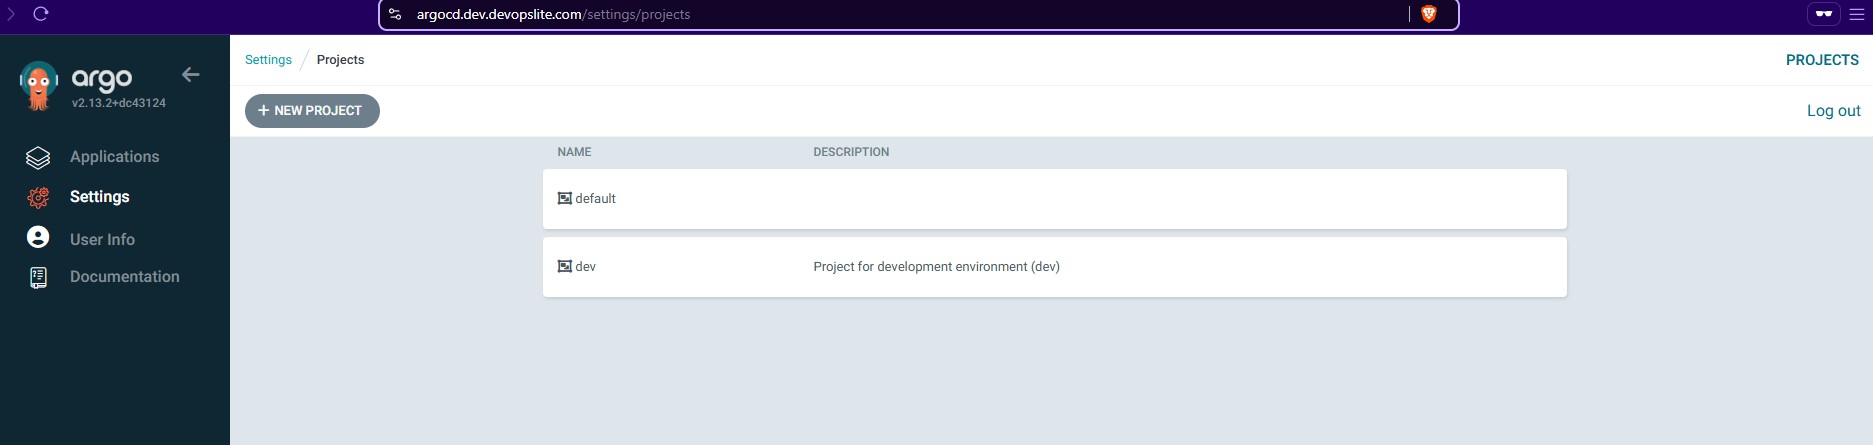 argocd.dev.devopslite.com/settings/projects
argo
v2.13.2+dc43124
Applications
Settings
User Info
Documentation
Settings / Projects
PROJECTS
+ NEW PROJECT
Log out
NAME DESCRIPTION
default
dev Project for development environment (dev)